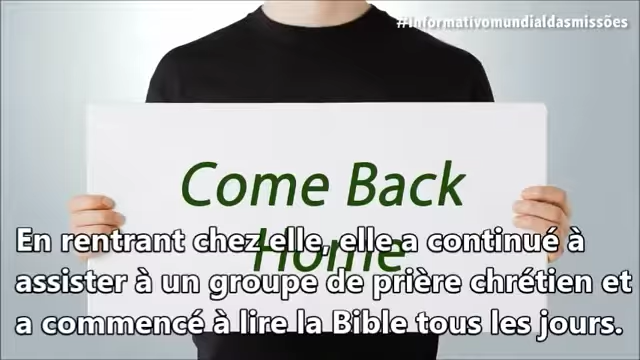 #Informativomundialdasmissões
Come Back
Home
En rentrant chez elle, elle a continué à
assister à un groupe de prière chrétien et
a commencé à lire la Bible tous les jours.